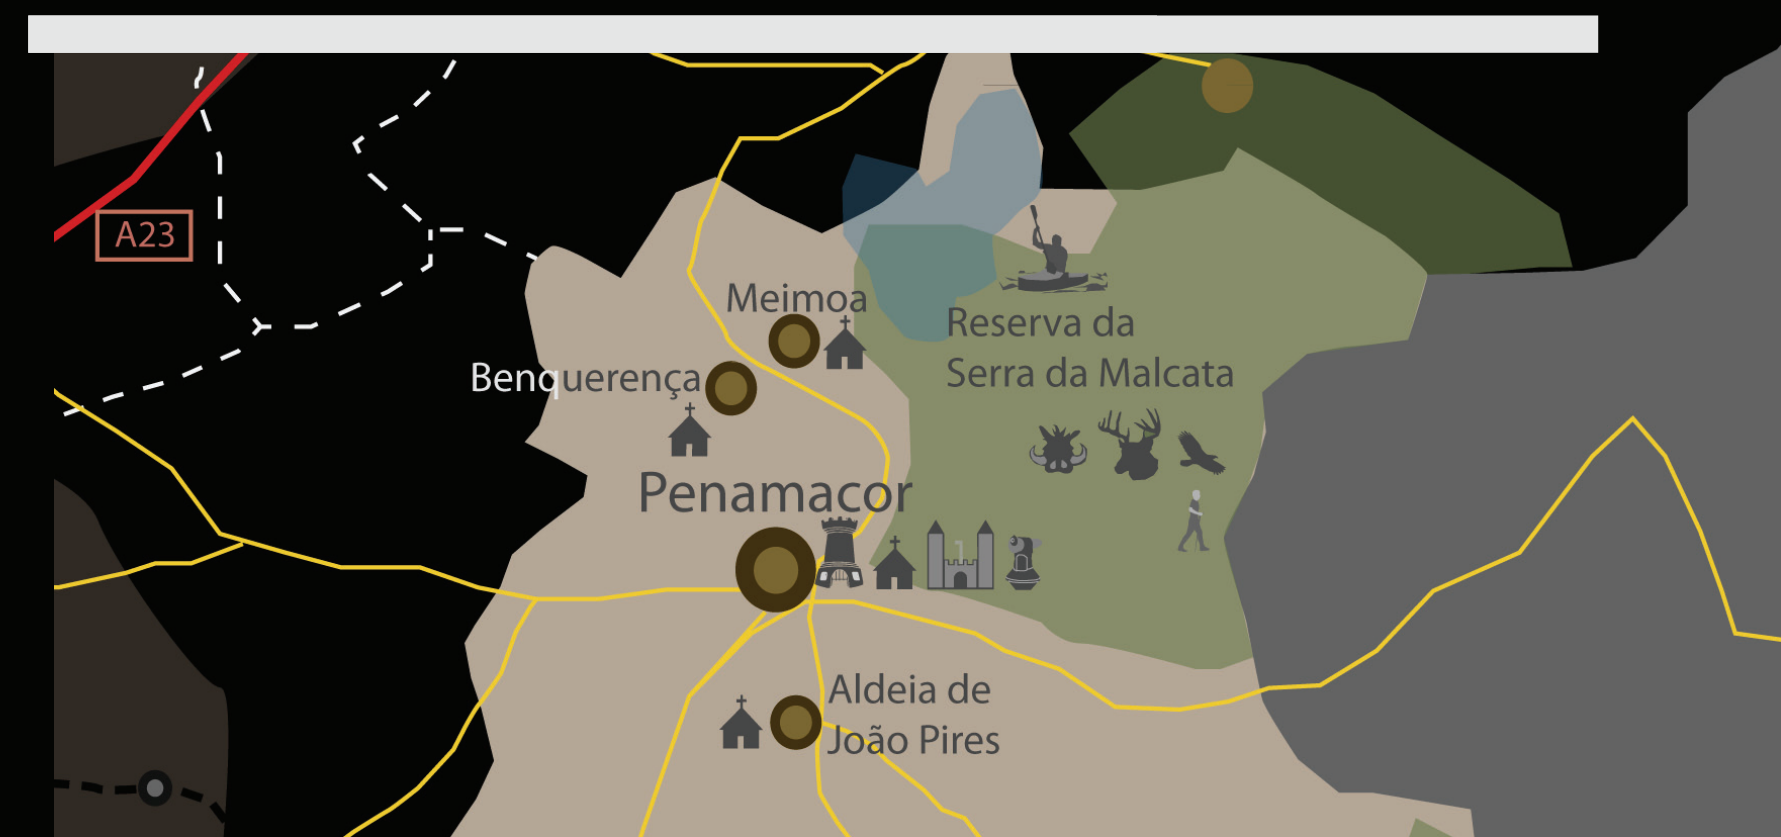 A23
Meimoa
Benquerença
Reserva da
Serra da Malcata
Penamacor
Aldeia de
João Pires